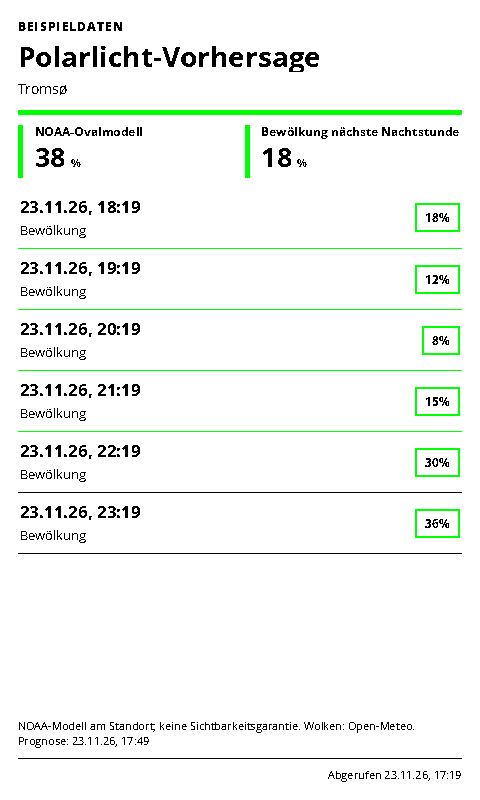 BEISPIELDATEN
Polarlicht-Vorhersage
Tromsø
NOAA-Ovalmodell
38 %
Bewölkung nächste Nachtstunde
18 %
23.11.26, 18:19
Bewölkung
18%
23.11.26, 19:19
Bewölkung
12%
23.11.26, 20:19
Bewölkung
8%
23.11.26, 21:19
Bewölkung
15%
23.11.26, 22:19
Bewölkung
30%
23.11.26, 23:19
Bewölkung
36%
NOAA-Modell am Standort; keine Sichtbarkeitsgarantie. Wolken: Open-Meteo.
Prognose: 23.11.26, 17:49
Abgerufen 23.11.26, 17:19